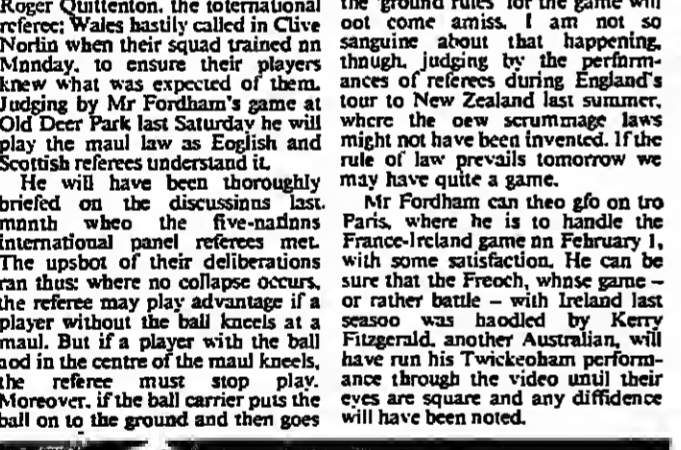 Roger Quittenton, the toternational
referee; Wales hastily called in Clive
Norlin when their squad trained nn
Mnnday, to ensure their players
knew what was expected of them.
Judging by Mr Fordham's game at
Old Deer Park last Saturday he will
play the maul law as Eoglish and
Scottish referees understand it.
He will have been thoroughly
briefed on the discussinns last.
mnnth wheo the five-natinns
international panel referees met.
The upsbot of their deliberations
ran thus: where no collapse occurs,
the referee may play advantage if a
player without the ball kneels at a
maul. But if a player with the ball
aod in the centre of the maul kneels,
the referee must stop play.
Moreover, if the ball carrier puts the
ball on to the ground and then goes
the 'ground rules' for the game will
oot come amiss. I am not so
sanguine about that happening,
thnugh, judging by the perfnrm-
ances of referees during England's
tour to New Zealand last summer,
where the oew scrummage laws
might not have been invented. If the
rule of law prevails tomorrow we
may have quite a game.
Mr Fordham can theo gfo on tro
Paris, where he is to handle the
France-Ireland game nn February 1,
with some satisfaction. He can be
sure that the Freoch, whnse game –
or rather battle – with Ireland last
seasoo was haodled by Kerry
Fitzgerald, another Australian, will
have run his Twickeoham perform-
ance through the video until their
eyes are square and any diffidence
will have been noted.